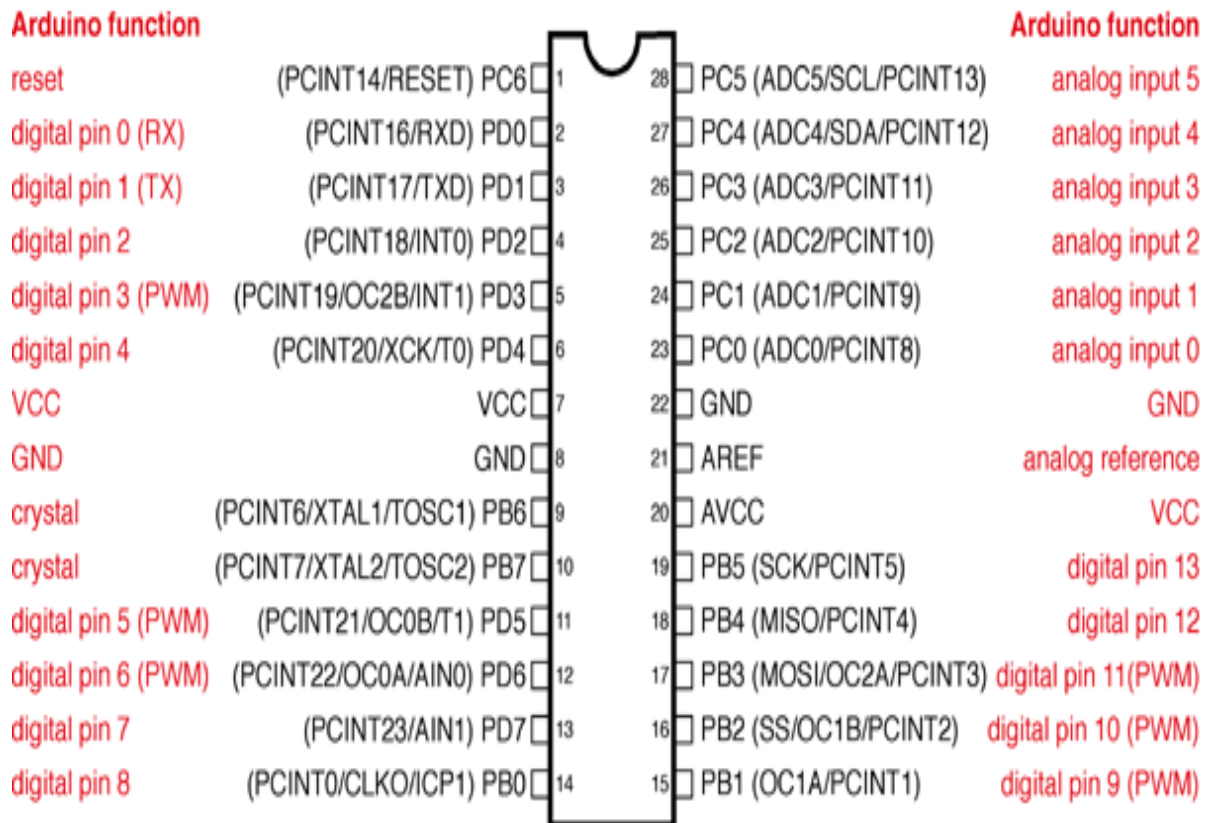 Arduino function Arduino function
reset (PCINT14/RESET) PC6 1 28 PC5 (ADC5/SCL/PCINT13) analog input 5
digital pin 0 (RX) (PCINT16/RXD) PD0 2 27 PC4 (ADC4/SDA/PCINT12) analog input 4
digital pin 1 (TX) (PCINT17/TXD) PD1 3 26 PC3 (ADC3/PCINT11) analog input 3
digital pin 2 (PCINT18/INT0) PD2 4 25 PC2 (ADC2/PCINT10) analog input 2
digital pin 3 (PWM) (PCINT19/OC2B/INT1) PD3 5 24 PC1 (ADC1/PCINT9) analog input 1
digital pin 4 (PCINT20/XCK/T0) PD4 6 23 PC0 (ADC0/PCINT8) analog input 0
VCC VCC 7 22 GND GND
GND GND 8 21 AREF analog reference
crystal (PCINT6/XTAL1/TOSC1) PB6 9 20 AVCC VCC
crystal (PCINT7/XTAL2/TOSC2) PB7 10 19 PB5 (SCK/PCINT5) digital pin 13
digital pin 5 (PWM) (PCINT21/OC0B/T1) PD5 11 18 PB4 (MISO/PCINT4) digital pin 12
digital pin 6 (PWM) (PCINT22/OC0A/AIN0) PD6 12 17 PB3 (MOSI/OC2A/PCINT3) digital pin 11(PWM)
digital pin 7 (PCINT23/AIN1) PD7 13 16 PB2 (SS/OC1B/PCINT2) digital pin 10 (PWM)
digital pin 8 (PCINT0/CLKO/ICP1) PB0 14 15 PB1 (OC1A/PCINT1) digital pin 9 (PWM)